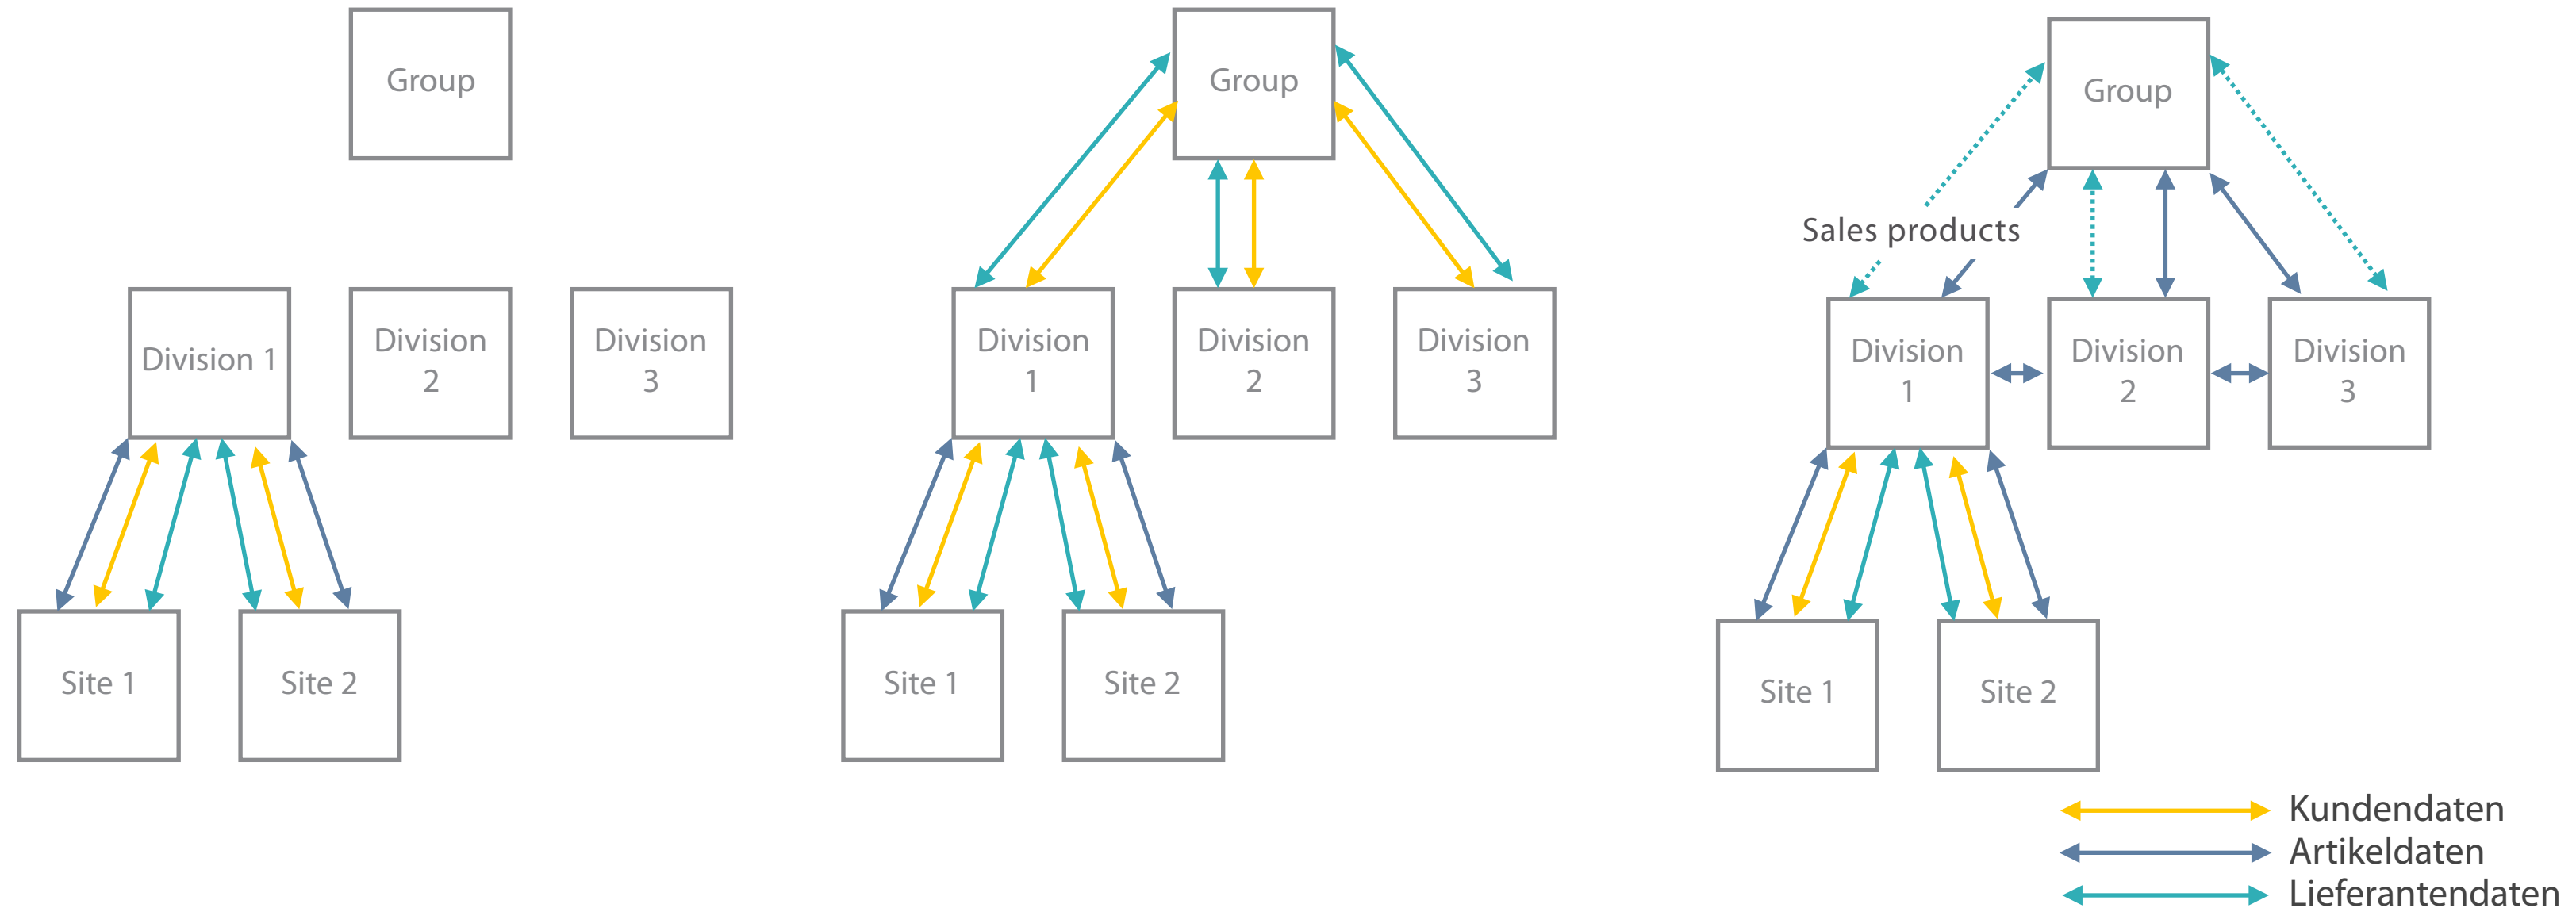 Group
Division 1
Division
2
Division
3
Site 1
Site 2
Group
Division
1
Division
2
Division
3
Site 1
Site 2
Group
Sales products
Division
1
Division
2
Division
3
Site 1
Site 2
Kundendaten
Artikeldaten
Lieferantendaten